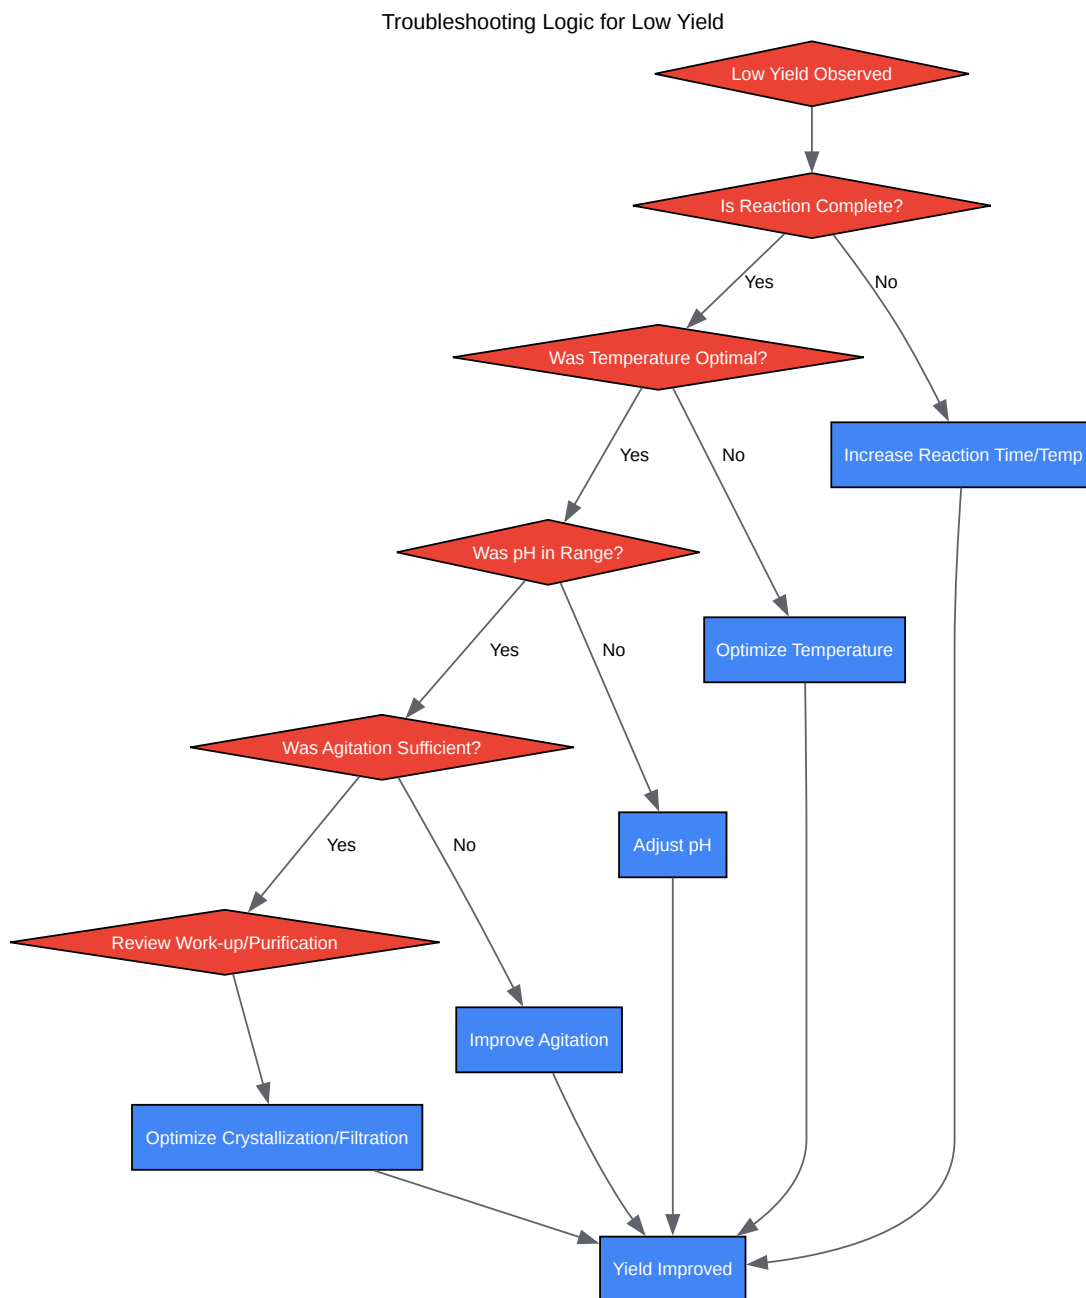 Troubleshooting Logic for Low Yield
Low Yield Observed
Is Reaction Complete?
Yes
No
Was Temperature Optimal?
Increase Reaction Time/Temp
Yes
No
Was pH in Range?
Optimize Temperature
Yes
No
Was Agitation Sufficient?
Adjust pH
Yes
No
Review Work-up/Purification
Improve Agitation
Optimize Crystallization/Filtration
Yield Improved